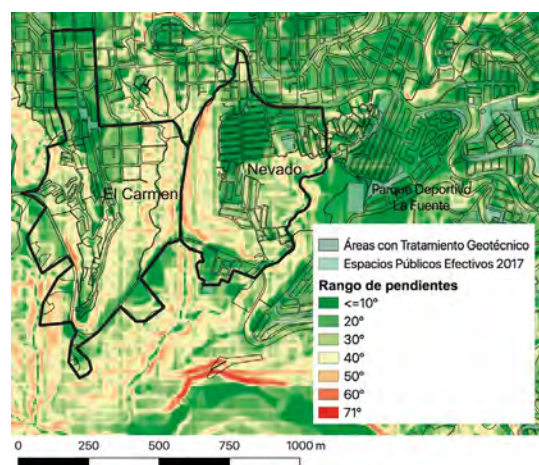 El Carmen
Nevado
Parque Deportivo
La Fuente
Áreas con Tratamiento Geotécnico
Espacios Públicos Efectivos 2017
Rango de pendientes
<=10°
20°
30°
40°
50°
60°
71°
0 250 500 750 1000 m